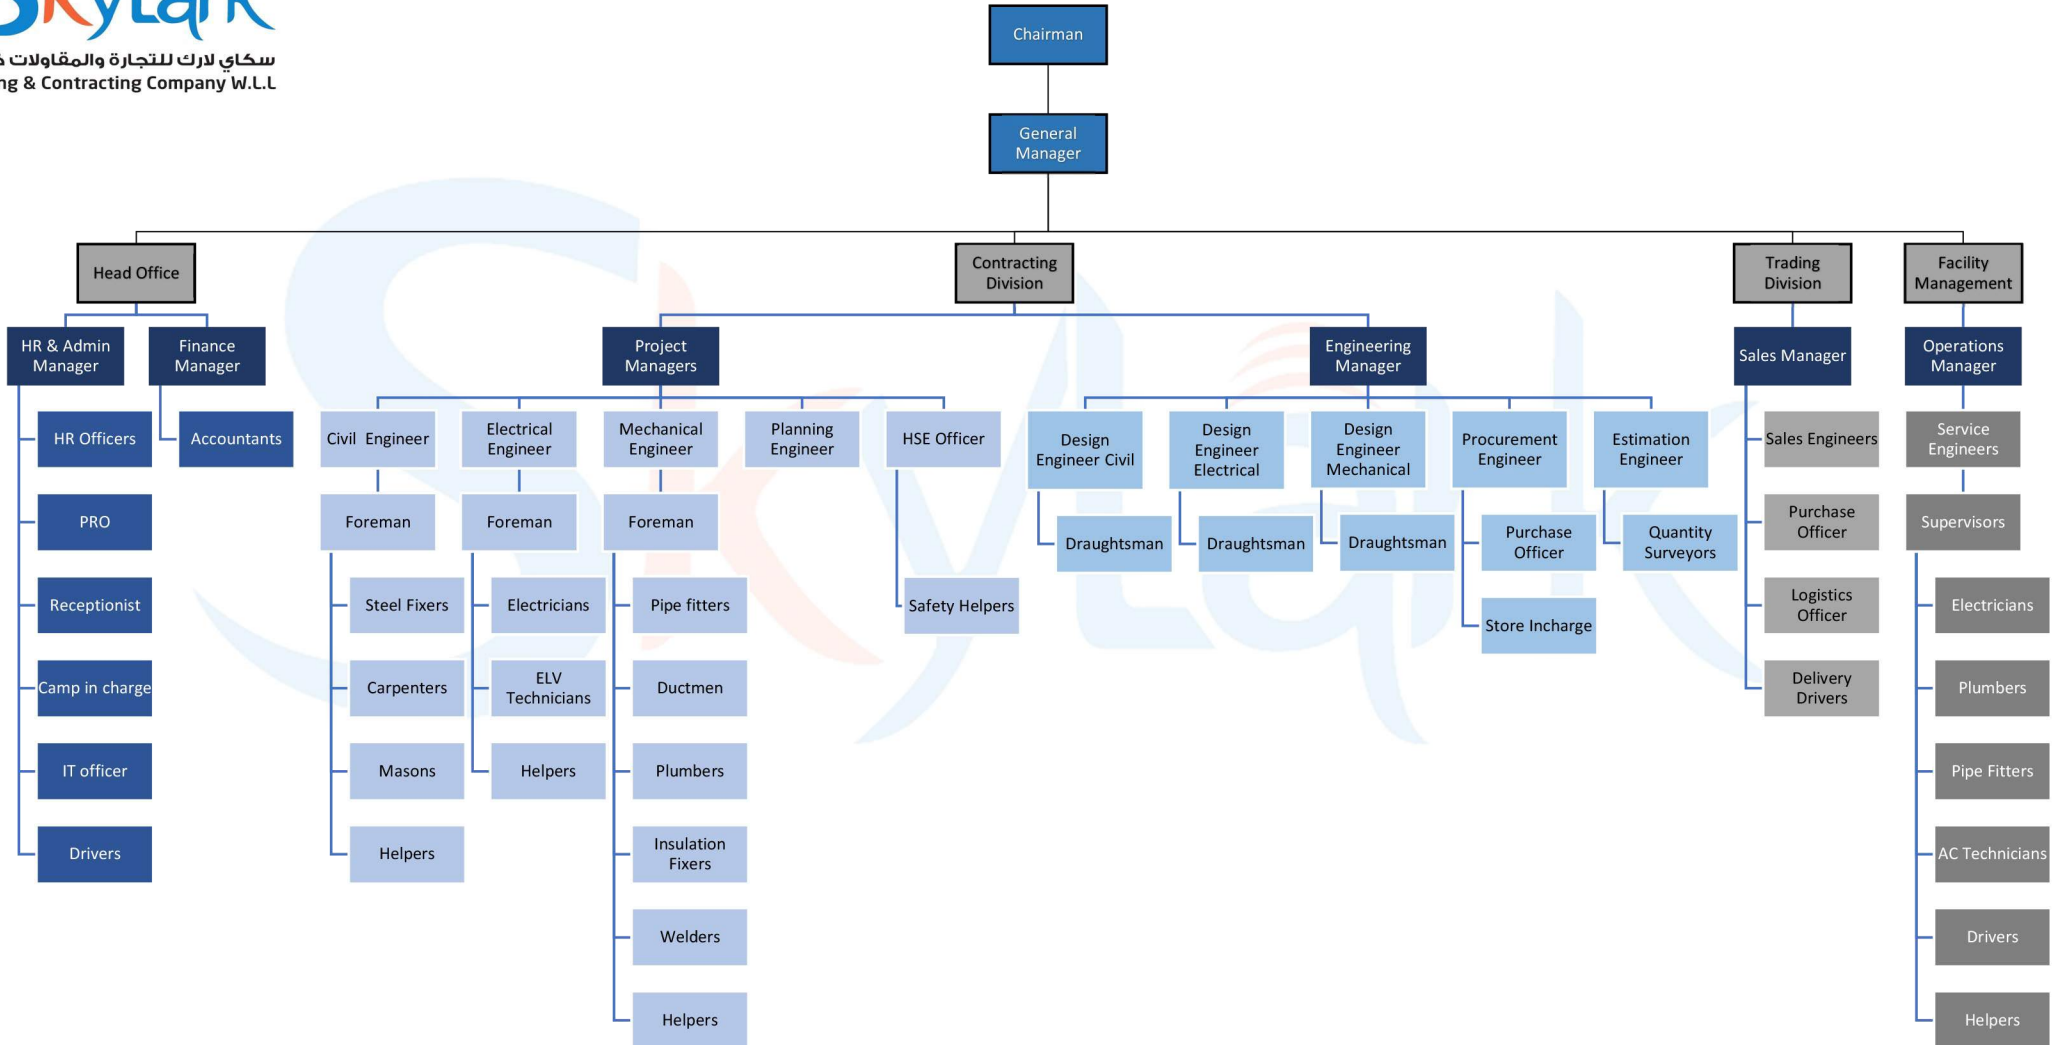 Skylark
سكاي لارك للتجارة والمقاولات
& Contracting Company W.L.L
Chairman
General
Manager
Head Office
Contracting
Division
Trading
Division
Facility
Management
HR & Admin
Manager
Finance
Manager
Project
Managers
Engineering
Manager
Sales Manager
Operations
Manager
HR Officers
Accountants
Civil Engineer
Electrical
Engineer
Mechanical
Engineer
Planning
Engineer
HSE Officer
Design
Engineer Civil
Design
Engineer
Electrical
Design
Engineer
Mechanical
Procurement
Engineer
Estimation
Engineer
Sales Engineers
Service
Engineers
PRO
Foreman
Foreman
Foreman
Draughtsman
Draughtsman
Draughtsman
Purchase
Officer
Quantity
Surveyors
Purchase
Officer
Supervisors
Receptionist
Steel Fixers
Electricians
Pipe fitters
Safety Helpers
Store Incharge
Logistics
Officer
Electricians
Camp in charge
Carpenters
ELV
Technicians
Ductmen
Delivery
Drivers
Plumbers
IT officer
Masons
Helpers
Plumbers
Pipe Fitters
Drivers
Helpers
Insulation
Fixers
AC Technicians
Welders
Drivers
Helpers
Helpers
Skylark